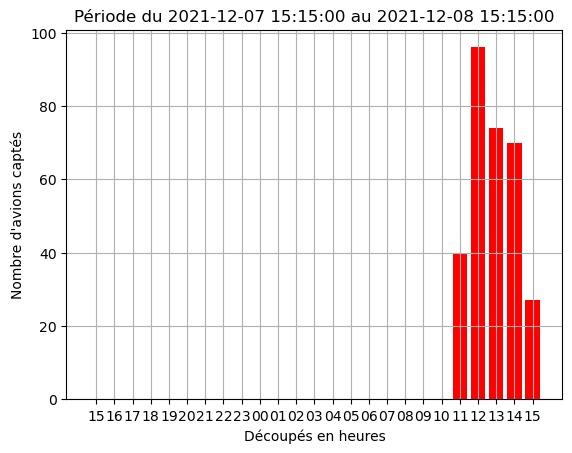 Période du 2021-12-07 15:15:00 au 2021-12-08 15:15:00
100
80
60
40
20
0
Nombre d'avions captés
15 16 17 18 19 20 21 22 23 00 01 02 03 04 05 06 07 08 09 10 11 12 13 14 15
Découpés en heures